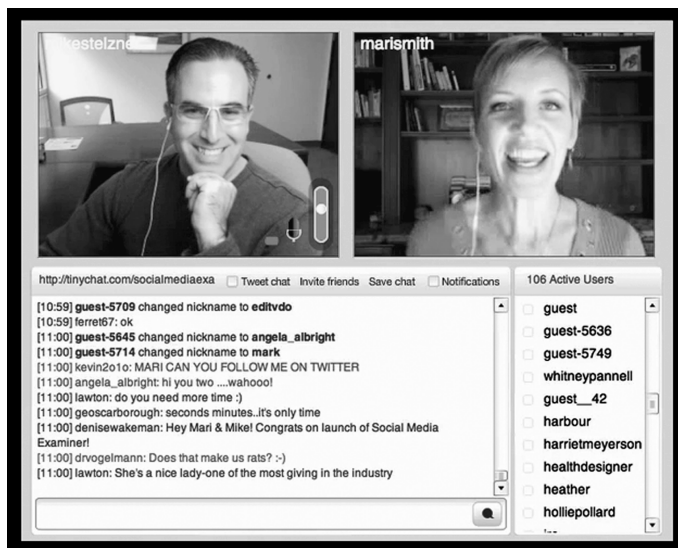 kestelzne
marismith
http://tinychat.com/socialmediaexa
Tweet chat Invite friends Save chat Notifications
106 Active Users
[10:59] guest-5709 changed nickname to editvdo
[10:59] ferret67: ok
[11:00] guest-5645 changed nickname to angela_albright
[11:00] guest-5714 changed nickname to mark
[11:00] kevin2o1o: MARI CAN YOU FOLLOW ME ON TWITTER
[11:00] angela_albright: hi you two ....wahooo!
[11:00] lawton: do you need more time :)
[11:00] geoscarborough: seconds minutes..it's only time
[11:00] denisewakeman: Hey Mari & Mike! Congrats on launch of Social Media
Examiner!
[11:00] drvogelmann: Does that make us rats? :-)
[11:00] lawton: She's a nice lady-one of the most giving in the industry
guest
guest-5636
guest-5749
whitneypannell
guest__42
harbour
harrietmeyerson
healthdesigner
heather
holliepollard